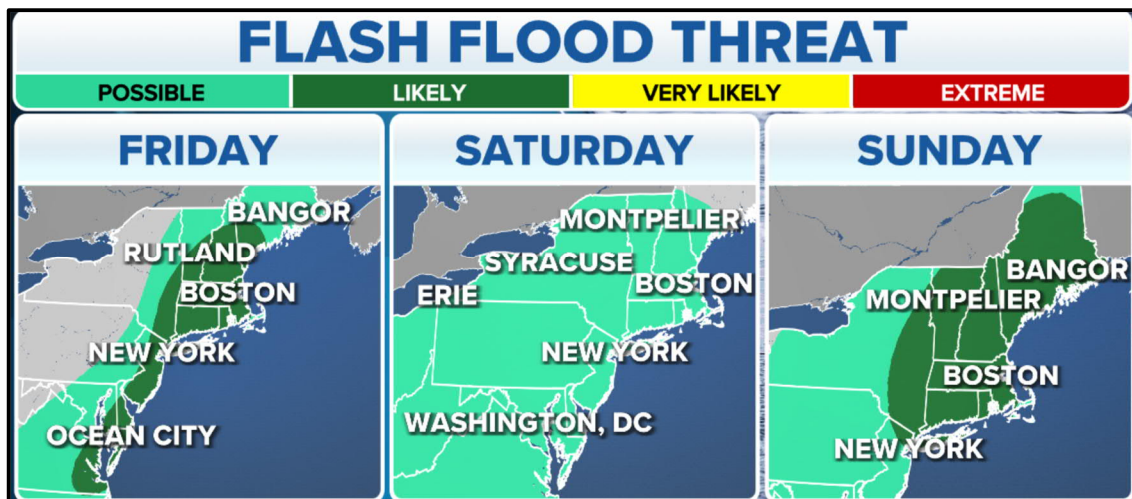 FLASH FLOOD THREAT
POSSIBLE
LIKELY
VERY LIKELY
EXTREME
FRIDAY
BANGOR
RUTLAND
BOSTON
NEW YORK
OCEAN CITY
SATURDAY
MONTPELIER
SYRACUSE
BOSTON
ERIE
NEW YORK
WASHINGTON, DC
SUNDAY
BANGOR
MONTPELIER
BOSTON
NEW YORK